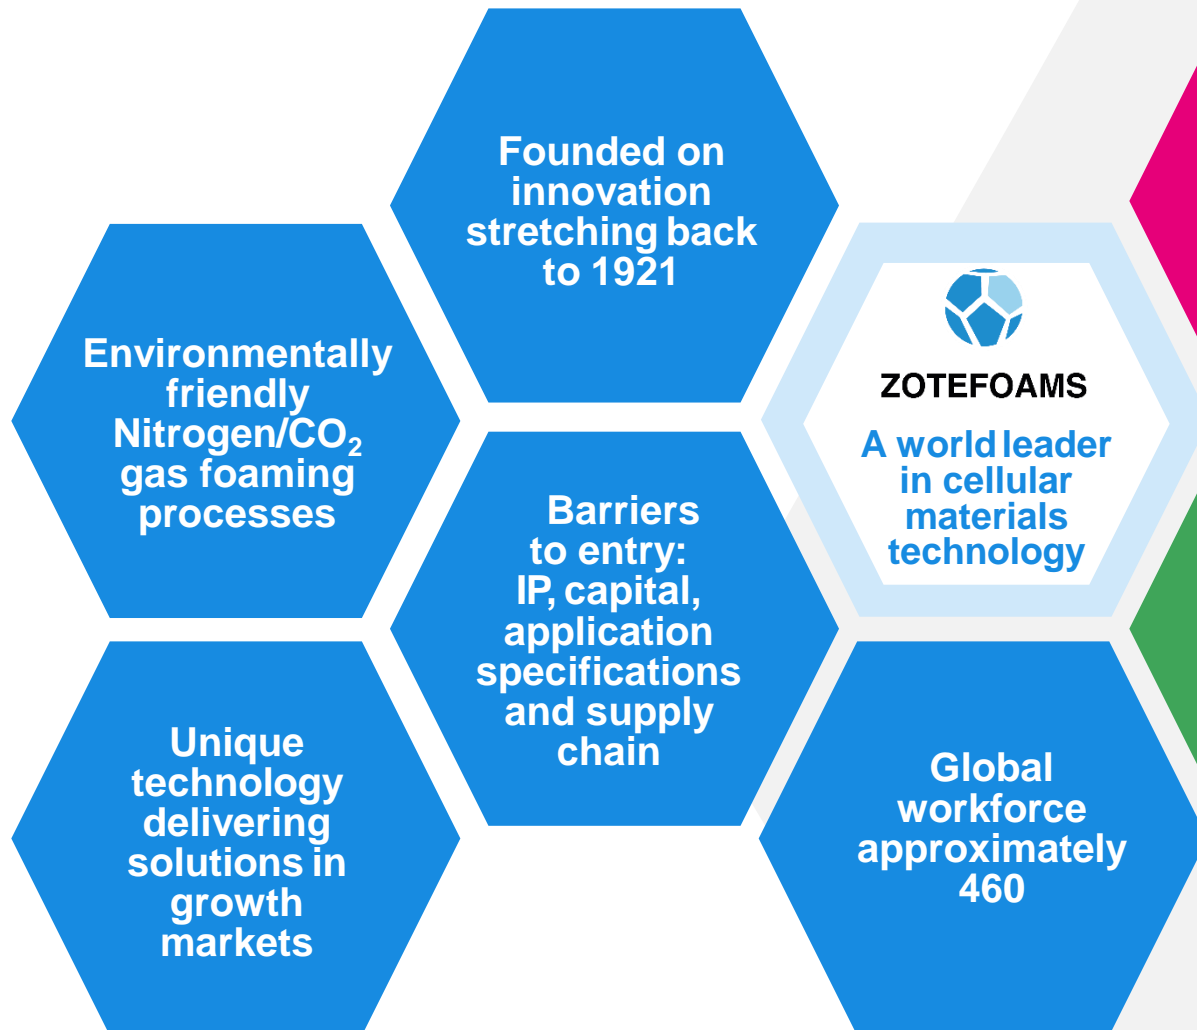 Founded on
innovation
stretching back
to 1921
Environmentally
friendly
Nitrogen/CO₂
gas foaming
processes
ZOTEFOAMS
A world leader
in cellular
materials
technology
Barriers
to entry:
IP, capital,
application
specifications
and supply
chain
Unique
technology
delivering
solutions in
growth
markets
Global
workforce
approximately
460